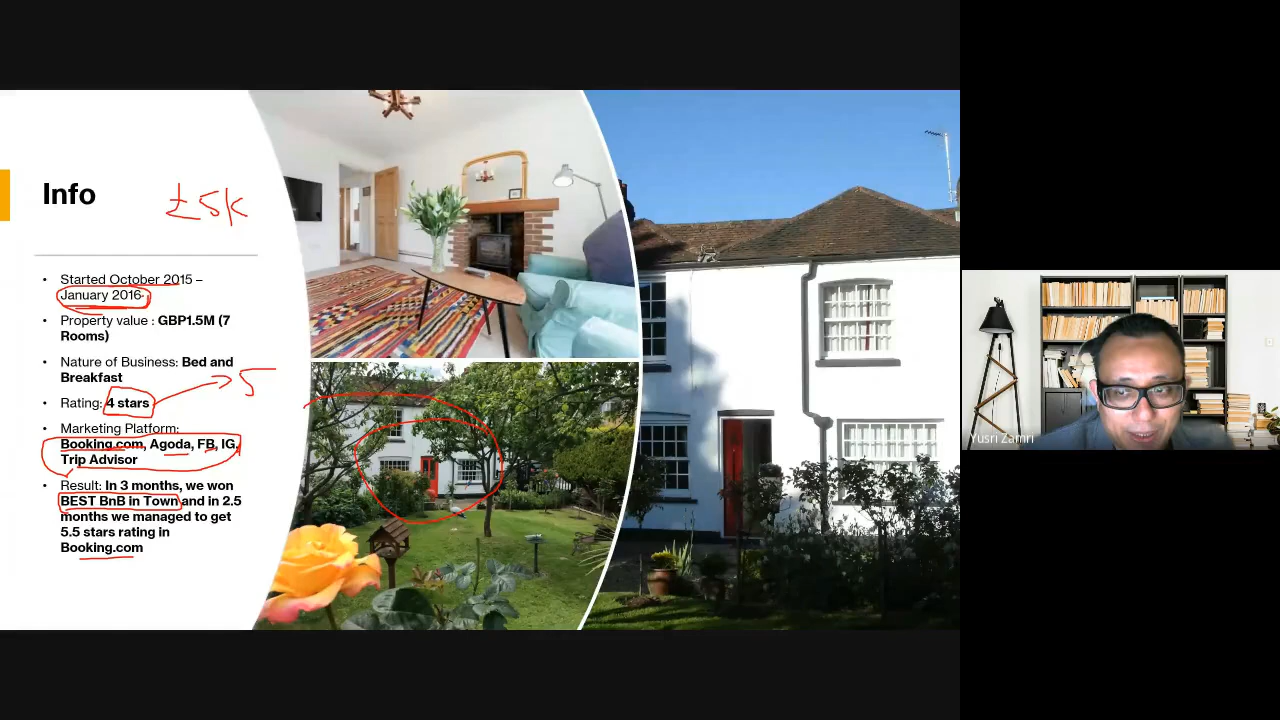 Info
£5k
Started October 2015 –
January 2016
Property value : GBP1.5M (7
Rooms)
Nature of Business: Bed and
Breakfast
Rating: 4 stars
5
Marketing Platform:
Booking.com, Agoda, FB, IG,
Trip Advisor
Result: In 3 months, we won
BEST BnB in Town and in 2.5
months we managed to get
5.5 stars rating in
Booking.com
Yusri Zamri